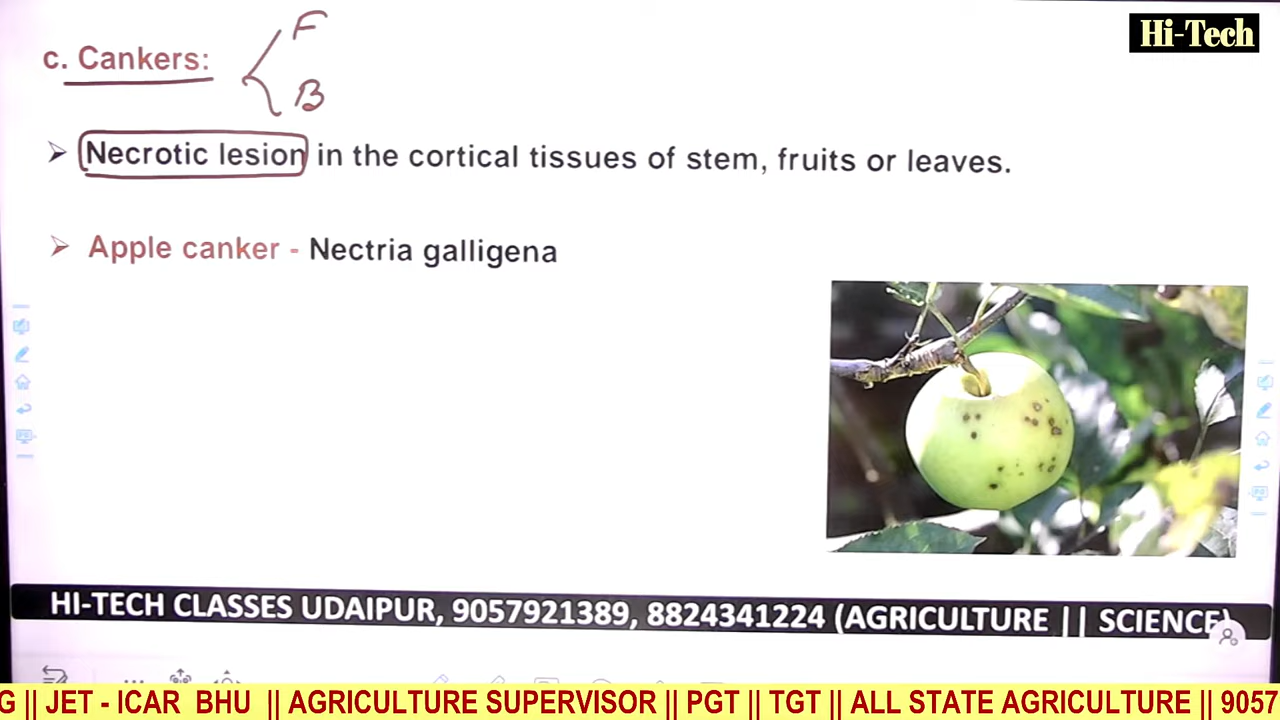 Hi-Tech
c. Cankers:
F
B
➢ Necrotic lesion in the cortical tissues of stem, fruits or leaves.
➢ Apple canker - Nectria galligena
HI-TECH CLASSES UDAIPUR, 9057921389, 8824341224 (AGRICULTURE || SCIENCE)
G || JET - ICAR BHU || AGRICULTURE SUPERVISOR || PGT || TGT || ALL STATE AGRICULTURE || 9057